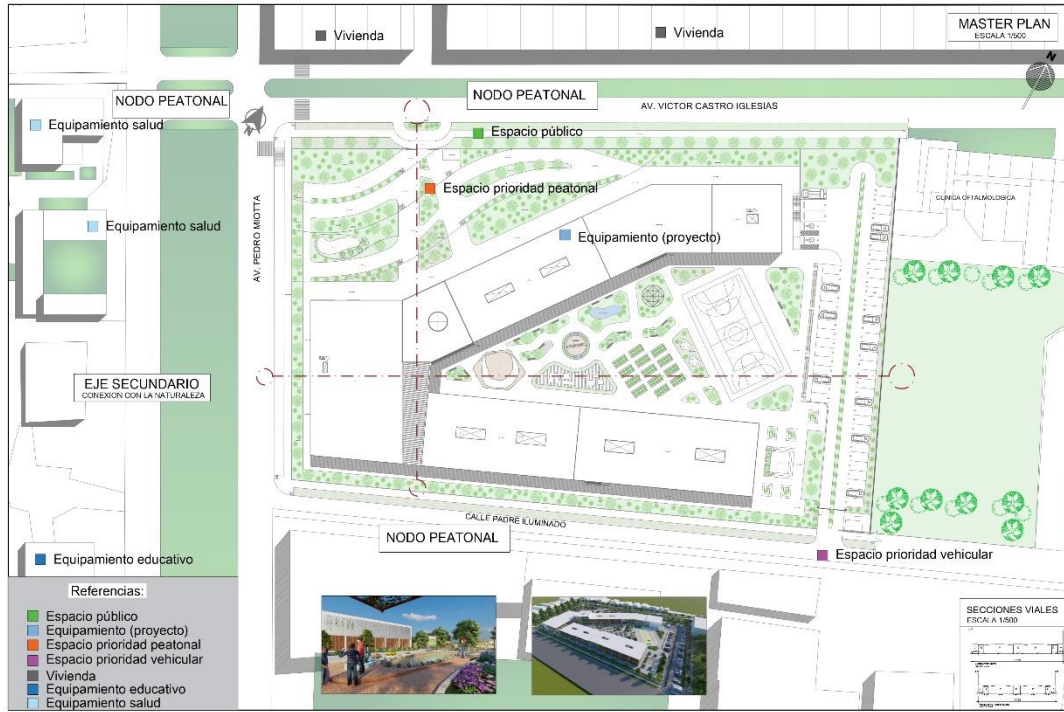 Vivienda
Vivienda
MASTER PLAN
ESCALA 1/500
N
NODO PEATONAL
NODO PEATONAL
AV. VICTOR CASTRO IGLESIAS
Equipamiento salud
Espacio público
Espacio prioridad peatonal
CLINICA OFTALMOLOGICA
Equipamiento salud
AV. PEDRO MIOTTA
Equipamiento (proyecto)
EJE SECUNDARIO
CONEXION CON LA NATURALEZA
CALLE PADRE ILUMINADO
NODO PEATONAL
Equipamiento educativo
Espacio prioridad vehicular
Referencias:
Espacio público
Equipamiento (proyecto)
Espacio prioridad peatonal
Espacio prioridad vehicular
Vivienda
Equipamiento educativo
Equipamiento salud
SECCIONES VIALES
ESCALA 1/500